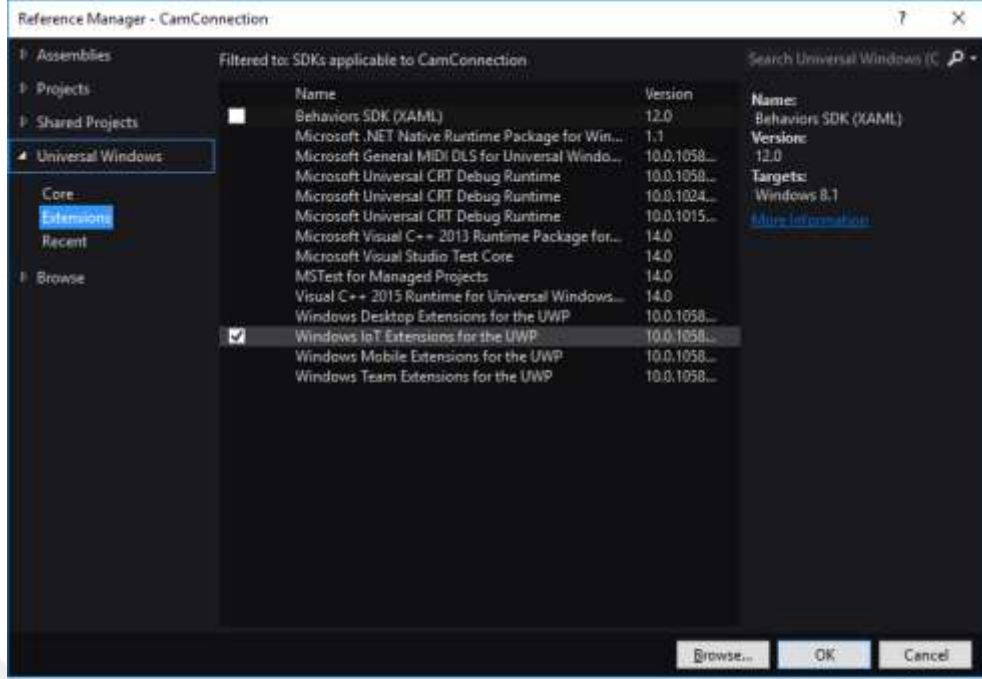 Reference Manager - CamConnection
? ×
Assemblies
Projects
Shared Projects
Universal Windows
Core
Extensions
Recent
Browse
Filtered to: SDKs applicable to CamConnection
Name Version
Behaviors SDK (XAML) 12.0
Microsoft .NET Native Runtime Package for Win... 1.1
Microsoft General MIDI DLS for Universal Windo... 10.0.1058...
Microsoft Universal CRT Debug Runtime 10.0.1058...
Microsoft Universal CRT Debug Runtime 10.0.1024...
Microsoft Universal CRT Debug Runtime 10.0.1015...
Microsoft Visual C++ 2013 Runtime Package for... 14.0
Microsoft Visual Studio Test Core 14.0
MSTest for Managed Projects 14.0
Visual C++ 2015 Runtime for Universal Windows... 14.0
Windows Desktop Extensions for the UWP 10.0.1058...
Windows IoT Extensions for the UWP 10.0.1058...
Windows Mobile Extensions for the UWP 10.0.1058...
Windows Team Extensions for the UWP 10.0.1058...
Search Universal Windows (C
Name:
Behaviors SDK (XAML)
Version:
12.0
Targets:
Windows 8.1
More Information
Browse... OK Cancel